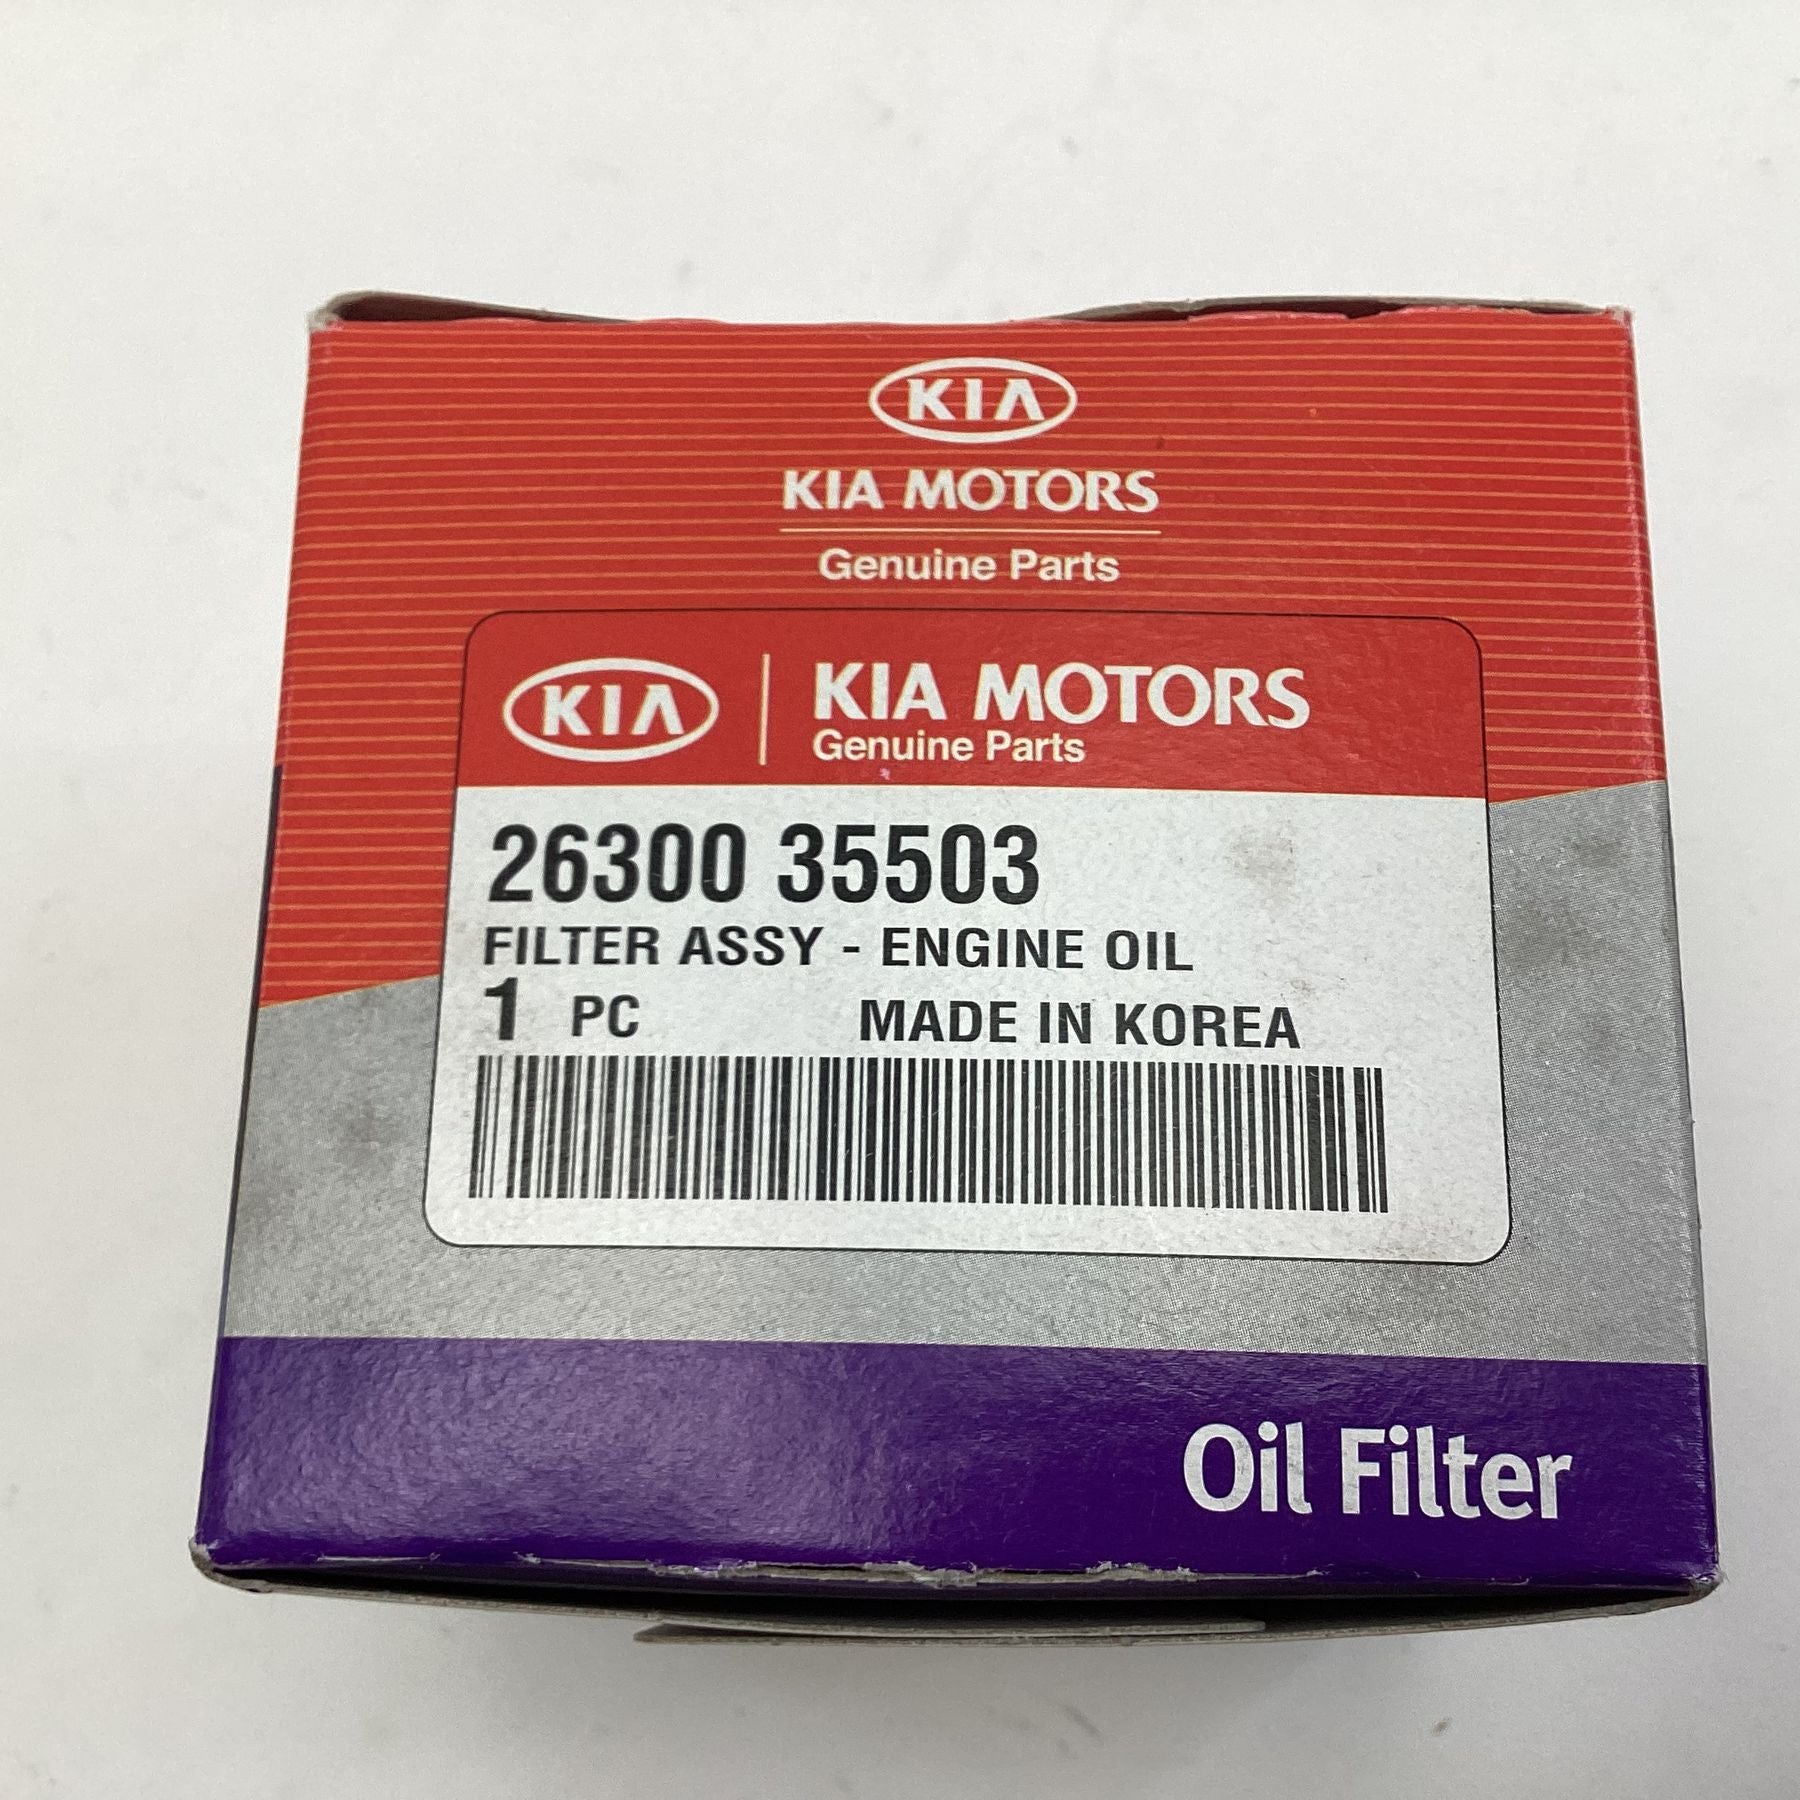 KIA
KIA MOTORS
Genuine Parts
KIA
KIA MOTORS
Genuine Parts
26300 35503
FILTER ASSY - ENGINE OIL
1 PC MADE IN KOREA
Oil Filter